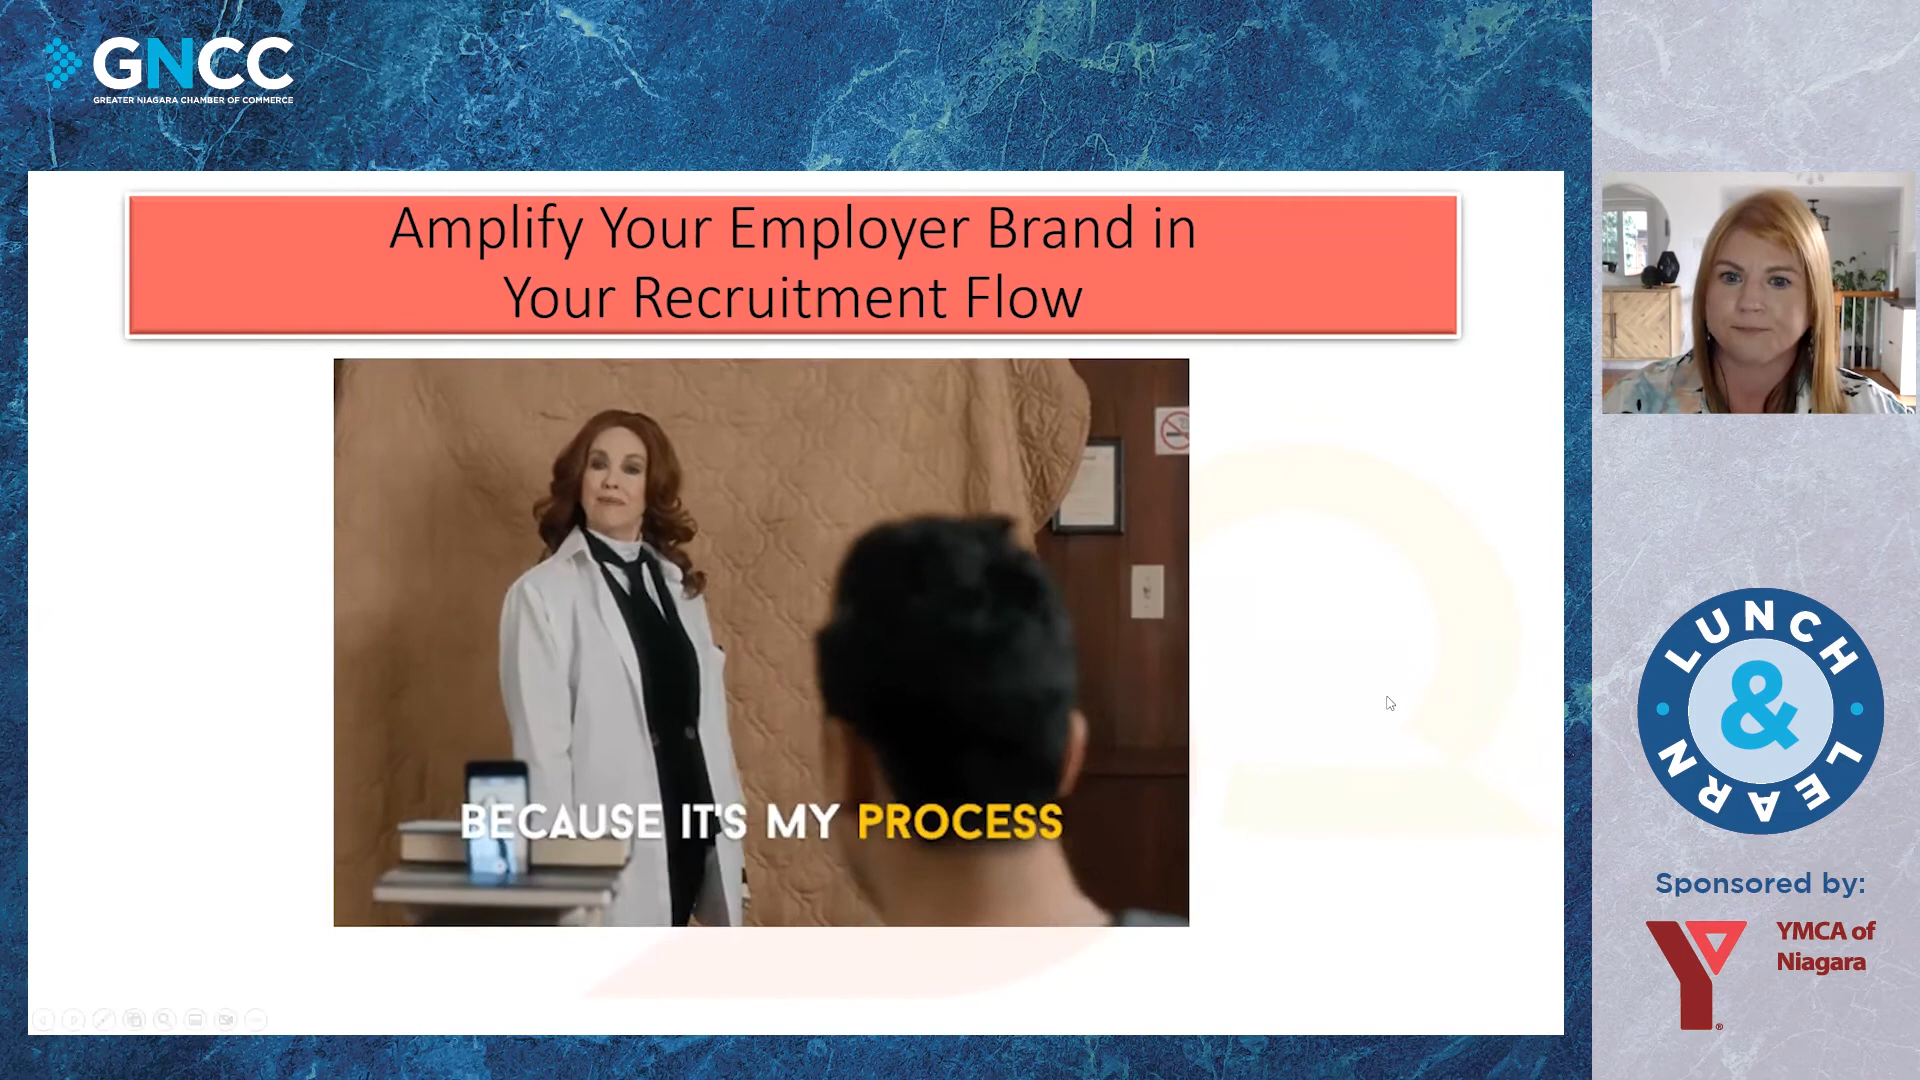 GNCC
GREATER NIAGARA CHAMBER OF COMMERCE
Amplify Your Employer Brand in
Your Recruitment Flow
BECAUSE IT'S MY PROCESS
LUNCH
&
LEARN
Sponsored by:
YMCA of
Niagara
®